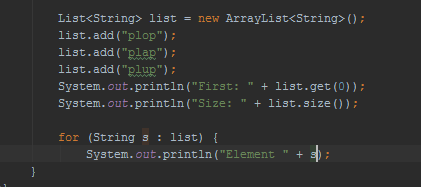 List<String> list = new ArrayList<String>();
list.add("plop");
list.add("plap");
list.add("plup");
System.out.println("First: " + list.get(0));
System.out.println("Size: " + list.size());
for (String s : list) {
System.out.println("Element " + s);
}